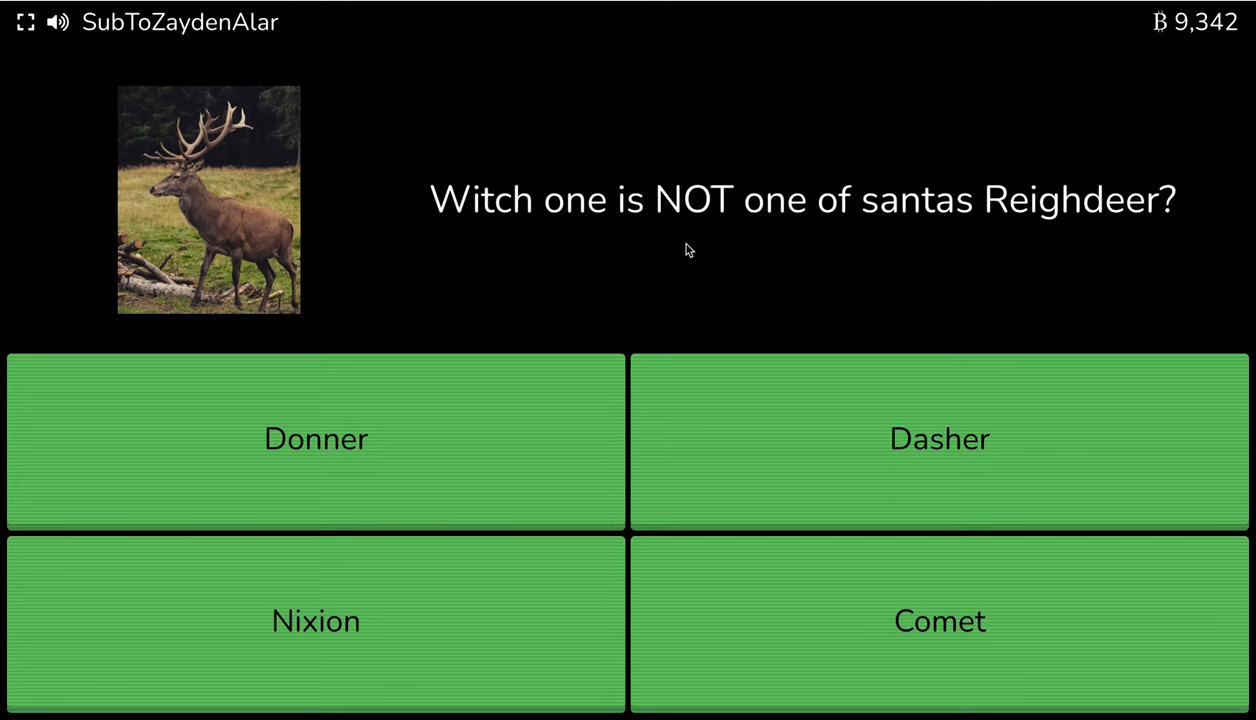 SubToZaydenAlar
₿ 9,342
Witch one is NOT one of santas Reighdeer?
Donner
Dasher
Nixion
Comet